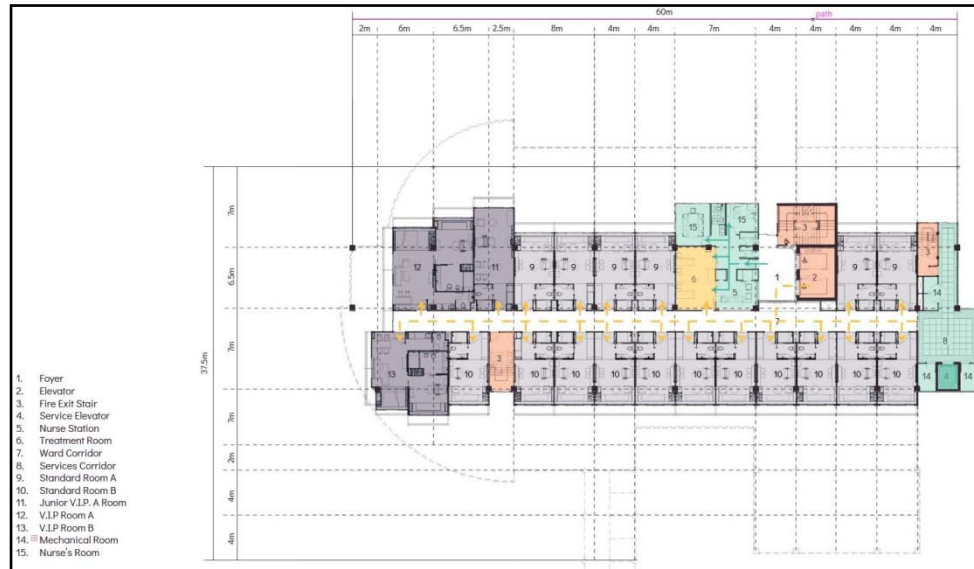 60m
path
2m 6m 6.5m 2.5m 8m 4m 4m 7m 4m 4m 4m 4m 4m
7m
6.5m
7m
7m
2m
4m
4m
37.5m
15 15 3
12 11 9 9 9 9 6 5 1 2 9 9 3
14
7
8
13 10 3 10 10 10 10 10 10 10 10 10 10 14 4 14
1. Foyer
2. Elevator
3. Fire Exit Stair
4. Service Elevator
5. Nurse Station
6. Treatment Room
7. Ward Corridor
8. Services Corridor
9. Standard Room A
10. Standard Room B
11. Junior V.I.P. A Room
12. V.I.P Room A
13. V.I.P Room B
14. Mechanical Room
15. Nurse's Room